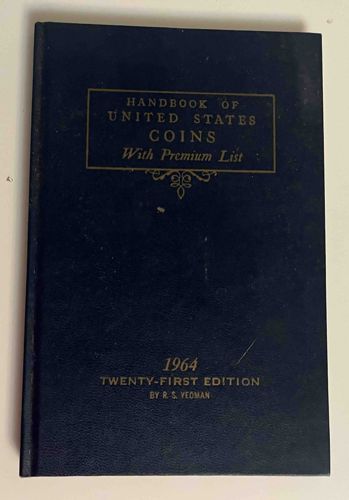 HANDBOOK OF
UNITED STATES
COINS
With Premium List
1964
TWENTY-FIRST EDITION
BY R. S. YEOMAN